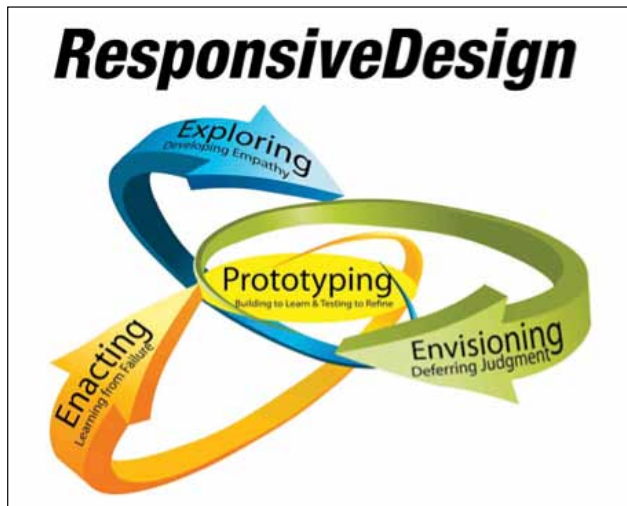 ResponsiveDesign
Exploring
Developing Empathy
Prototyping
Building to Learn & Testing to Refine
Envisioning
Deferring Judgment
Enacting
Learning from Failure